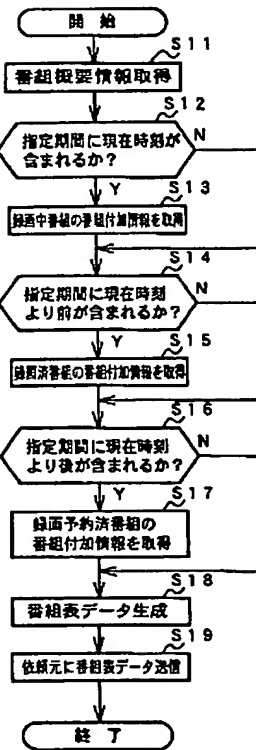 開始
S11
番組概要情報取得
S12
指定期間に現在時刻が
含まれるか?
N
Y
S13
録画中番組の番組付加情報を取得
S14
指定期間に現在時刻
より前が含まれるか?
N
Y
S15
録画済番組の番組付加情報を取得
S16
指定期間に現在時刻
より後が含まれるか?
N
Y
S17
録画予約済番組の
番組付加情報を取得
S18
番組表データ生成
S19
依頼元に番組表データ送信
終了